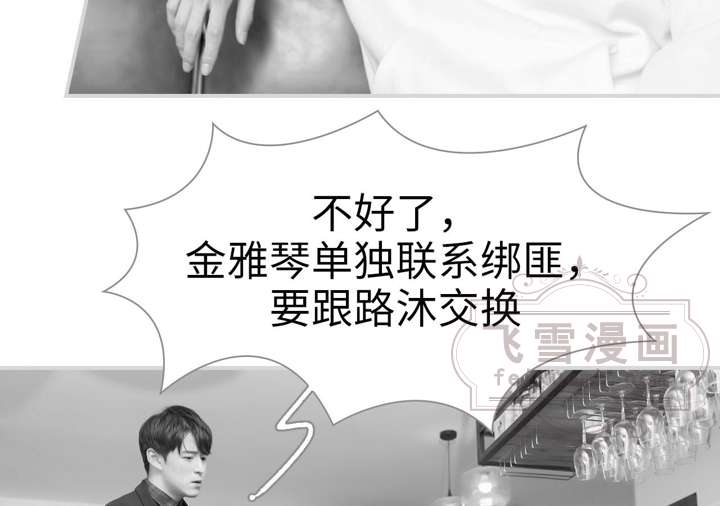 不好了，
金雅琴单独联系绑匪，
要跟路沐交换
飞雪漫画